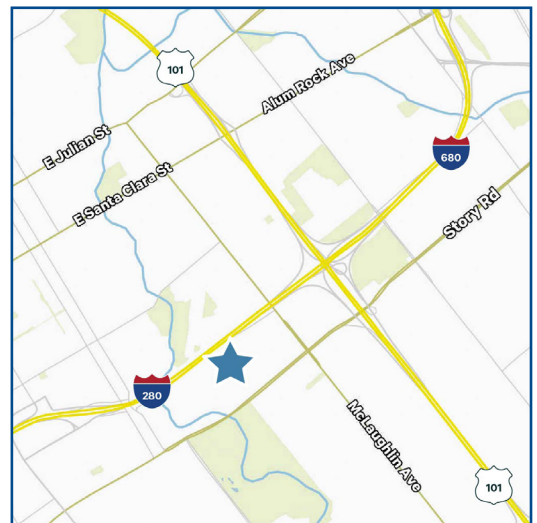 101
Alum Rock Ave
E Julian St
680
E Santa Clara St
Story Rd
280
McLaughlin Ave
101